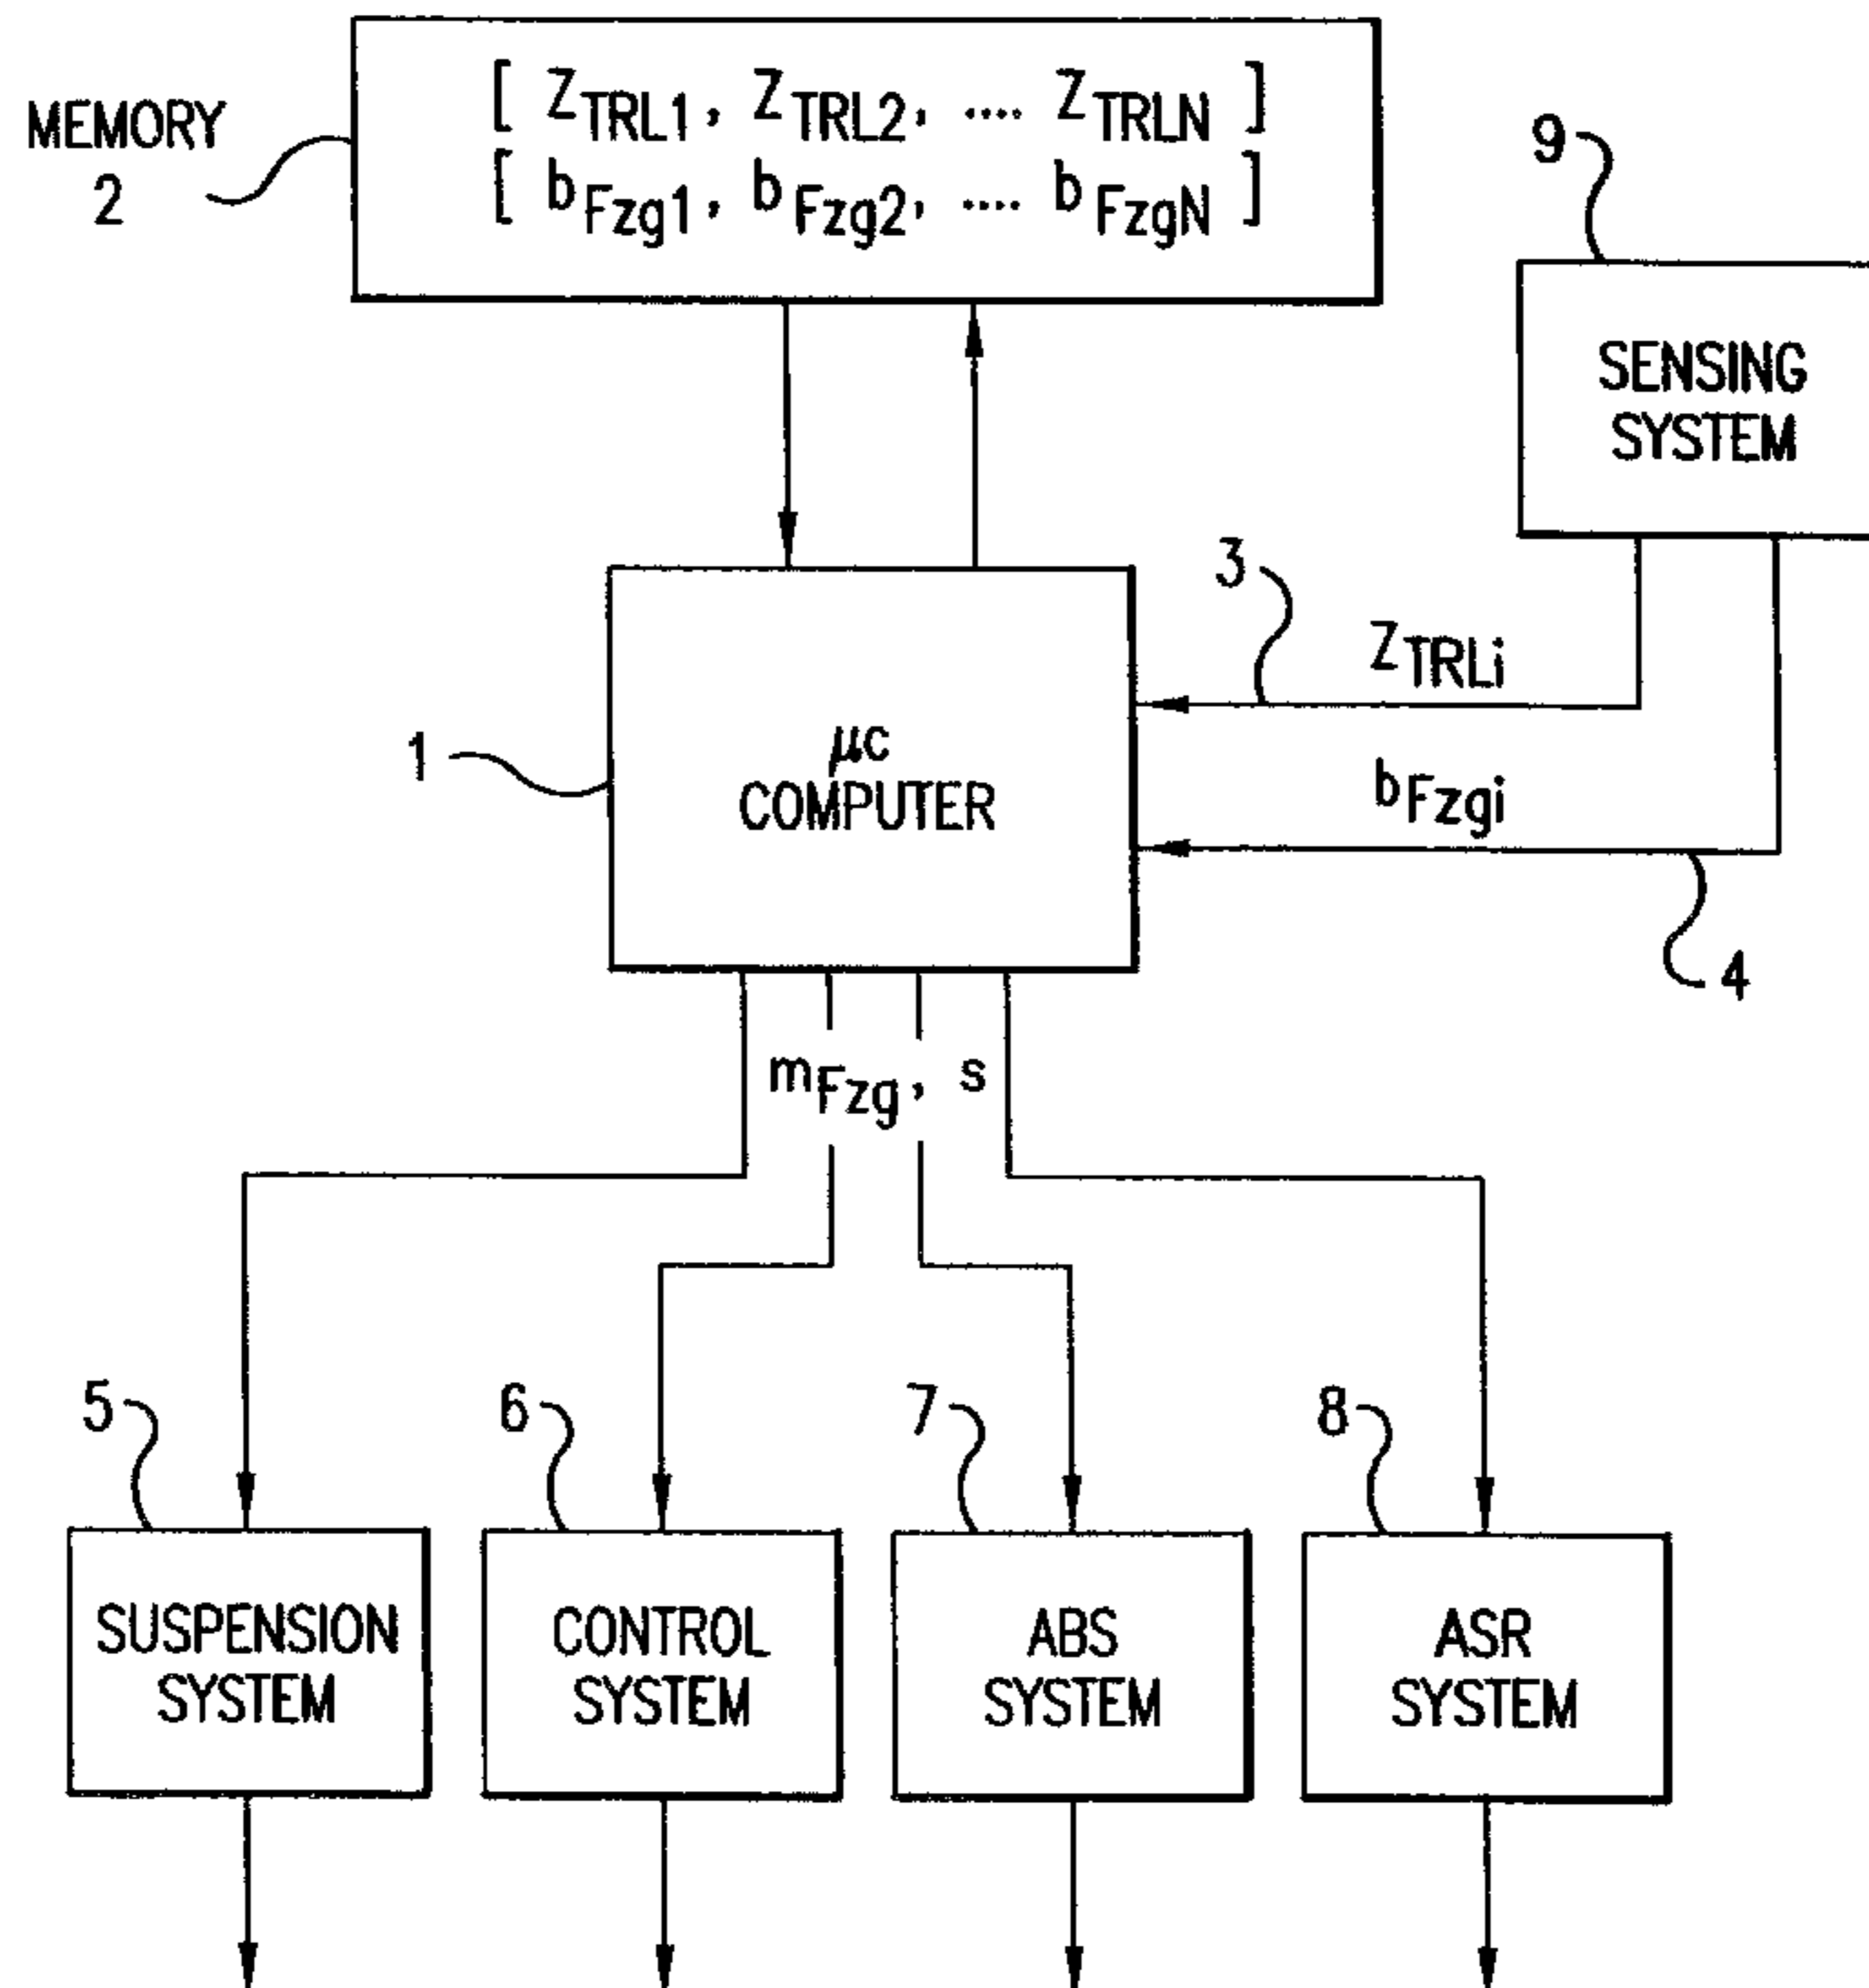 [ Z_TRL1, Z_TRL2, .... Z_TRLN ]
[ b_Fzg1, b_Fzg2, .... b_FzgN ]
MEMORY
2
9
SENSING
SYSTEM
3
Z_TRLi
1
μc
COMPUTER
b_Fzgi
4
m_Fzg, s
5
6
7
8
SUSPENSION
SYSTEM
CONTROL
SYSTEM
ABS
SYSTEM
ASR
SYSTEM